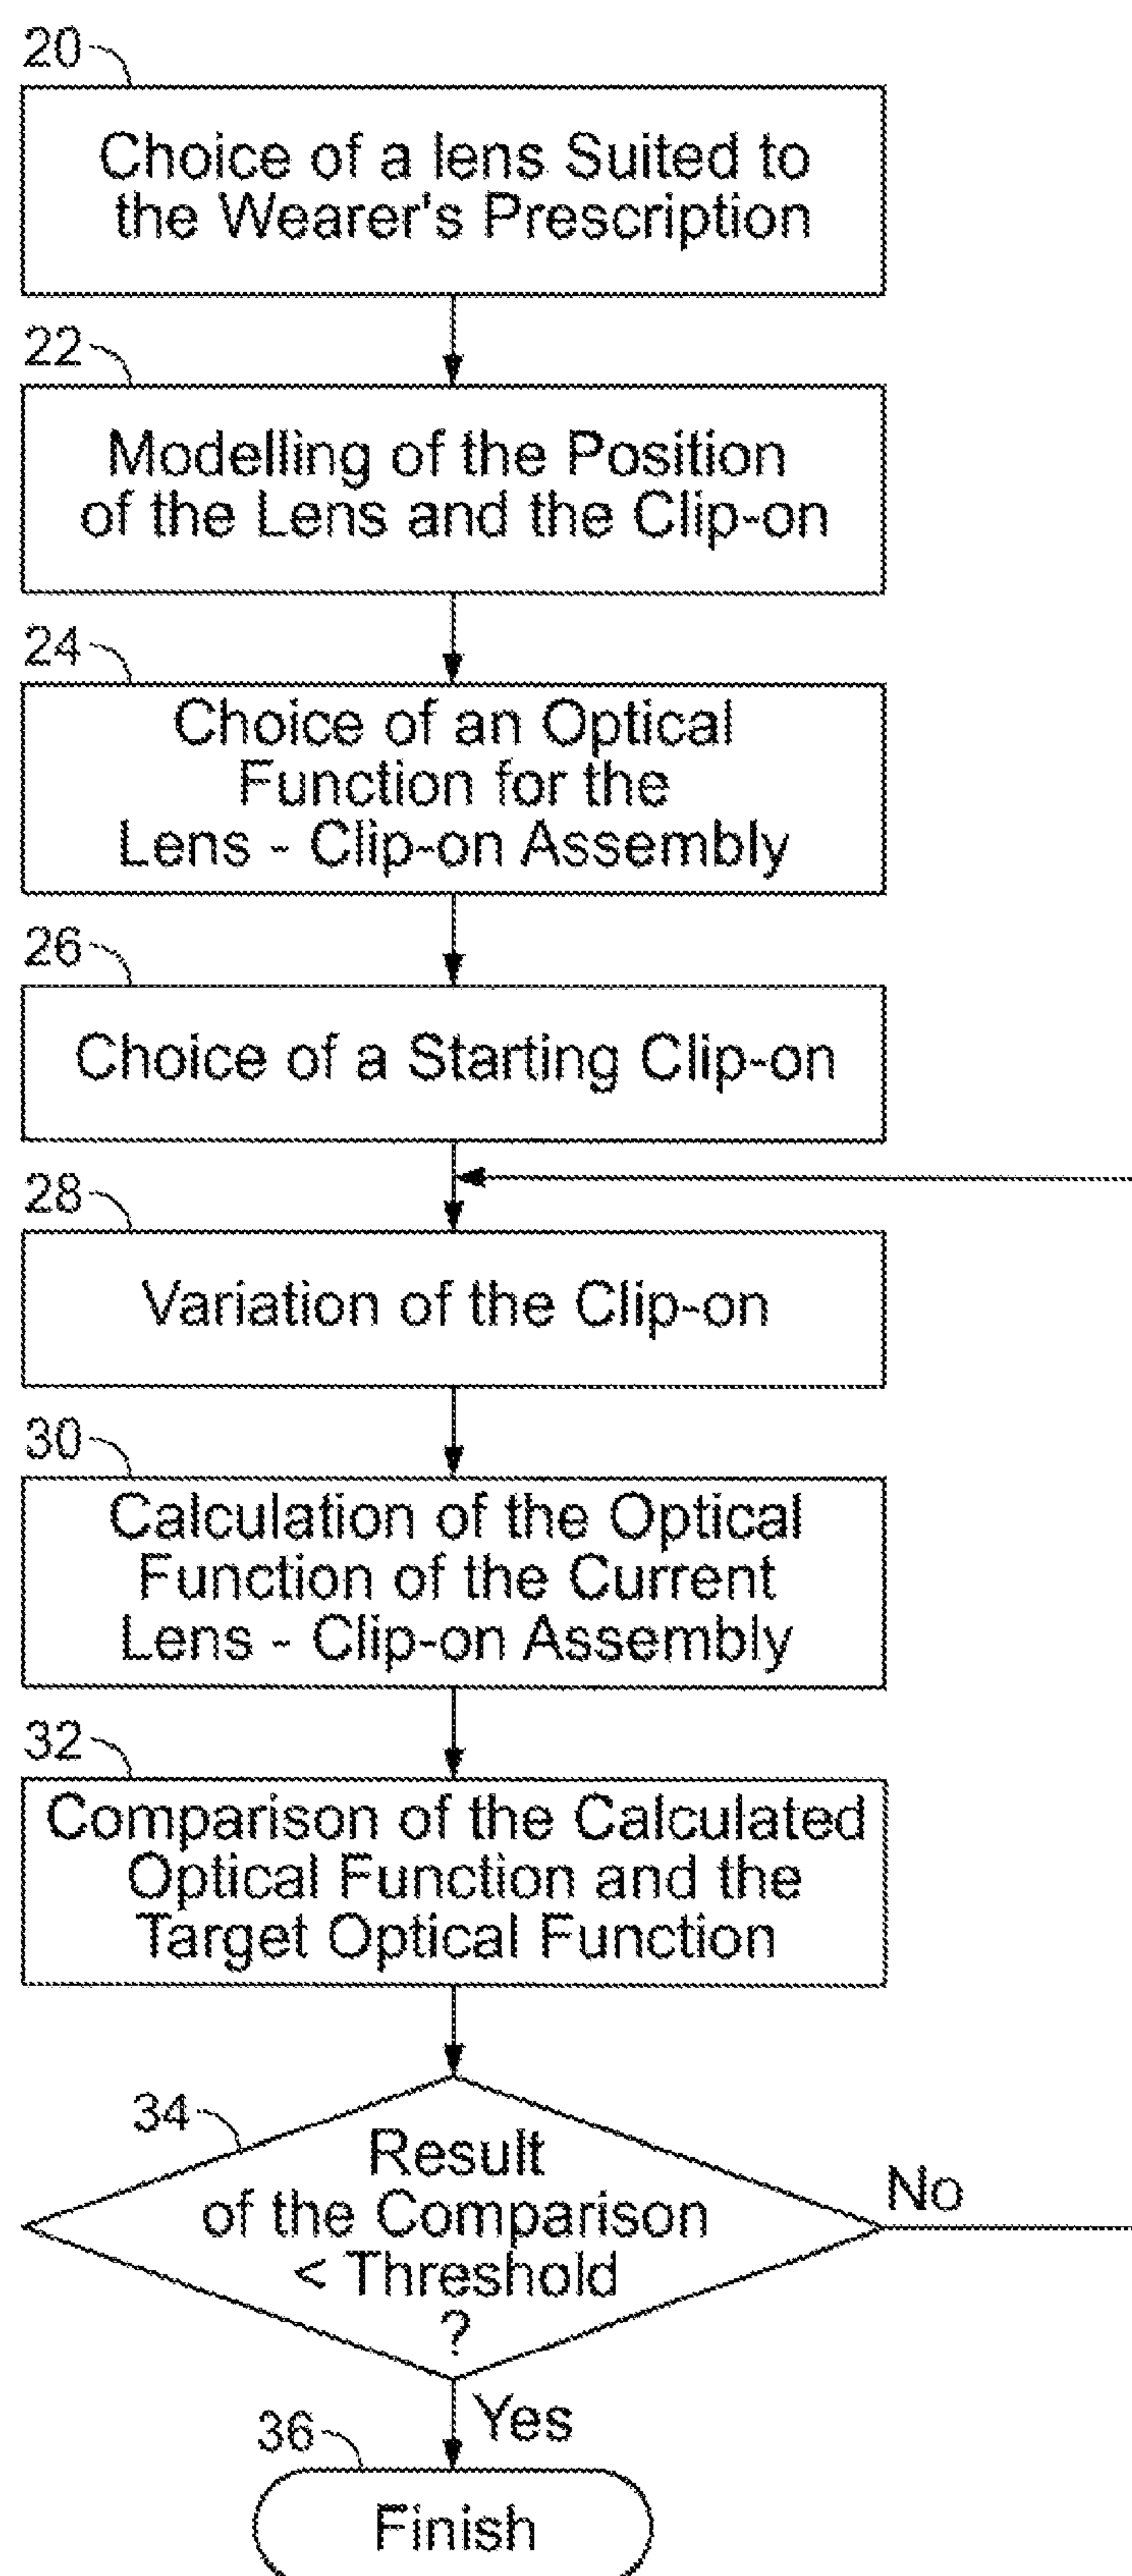 20
Choice of a lens Suited to
the Wearer's Prescription
22
Modelling of the Position
of the Lens and the Clip-on
24
Choice of an Optical
Function for the
Lens - Clip-on Assembly
26
Choice of a Starting Clip-on
28
Variation of the Clip-on
30
Calculation of the Optical
Function of the Current
Lens - Clip-on Assembly
32
Comparison of the Calculated
Optical Function and the
Target Optical Function
34
Result
of the Comparison
< Threshold
?
No
Yes
36
Finish